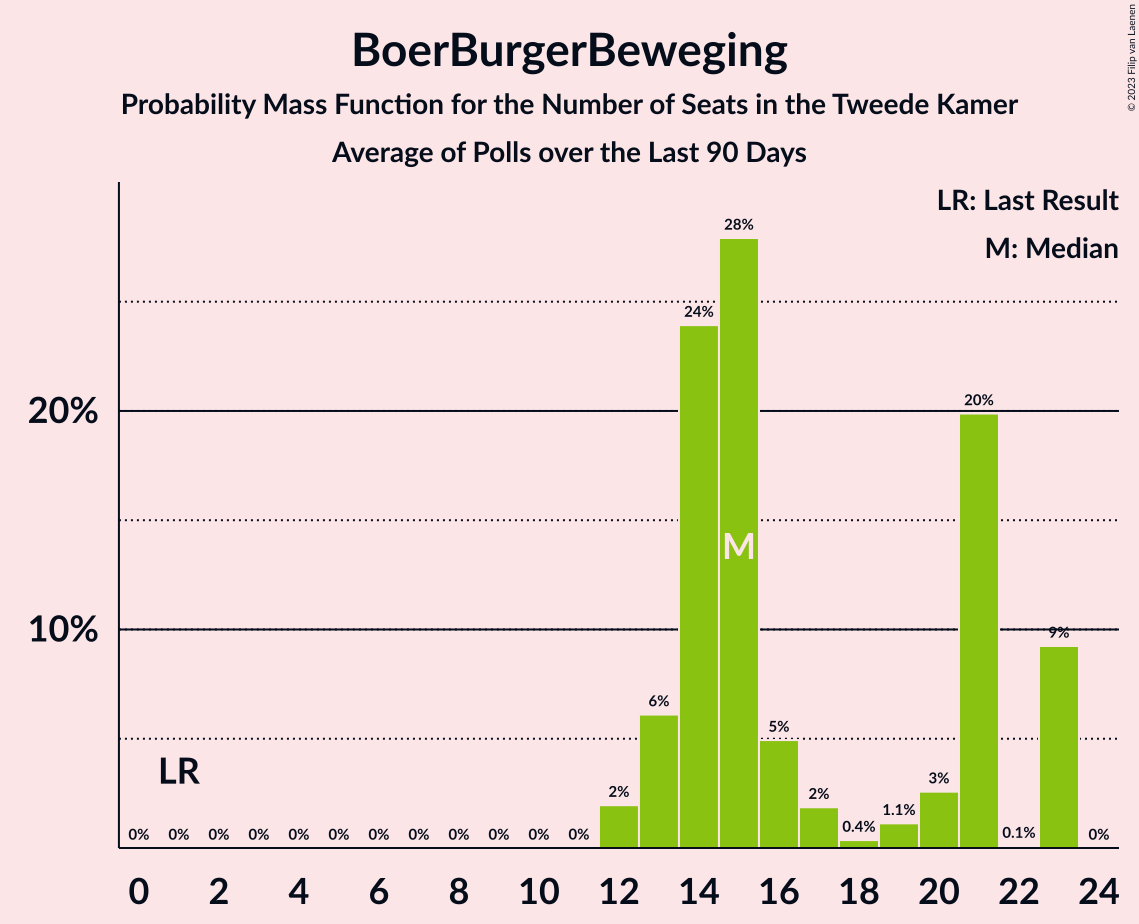 BoerBurgerBeweging
Probability Mass Function for the Number of Seats in the Tweede Kamer
Average of Polls over the Last 90 Days
© 2023 Filip van Laenen
LR: Last Result
M: Median
20%
10%
0% 0% 0% 0% 0% 0% 0% 0% 0% 0% 0% 0% 2% 6% 24% 28% 5% 2% 0.4% 1.1% 3% 20% 0.1% 9% 0%
LR
M
0 2 4 6 8 10 12 14 16 18 20 22 24